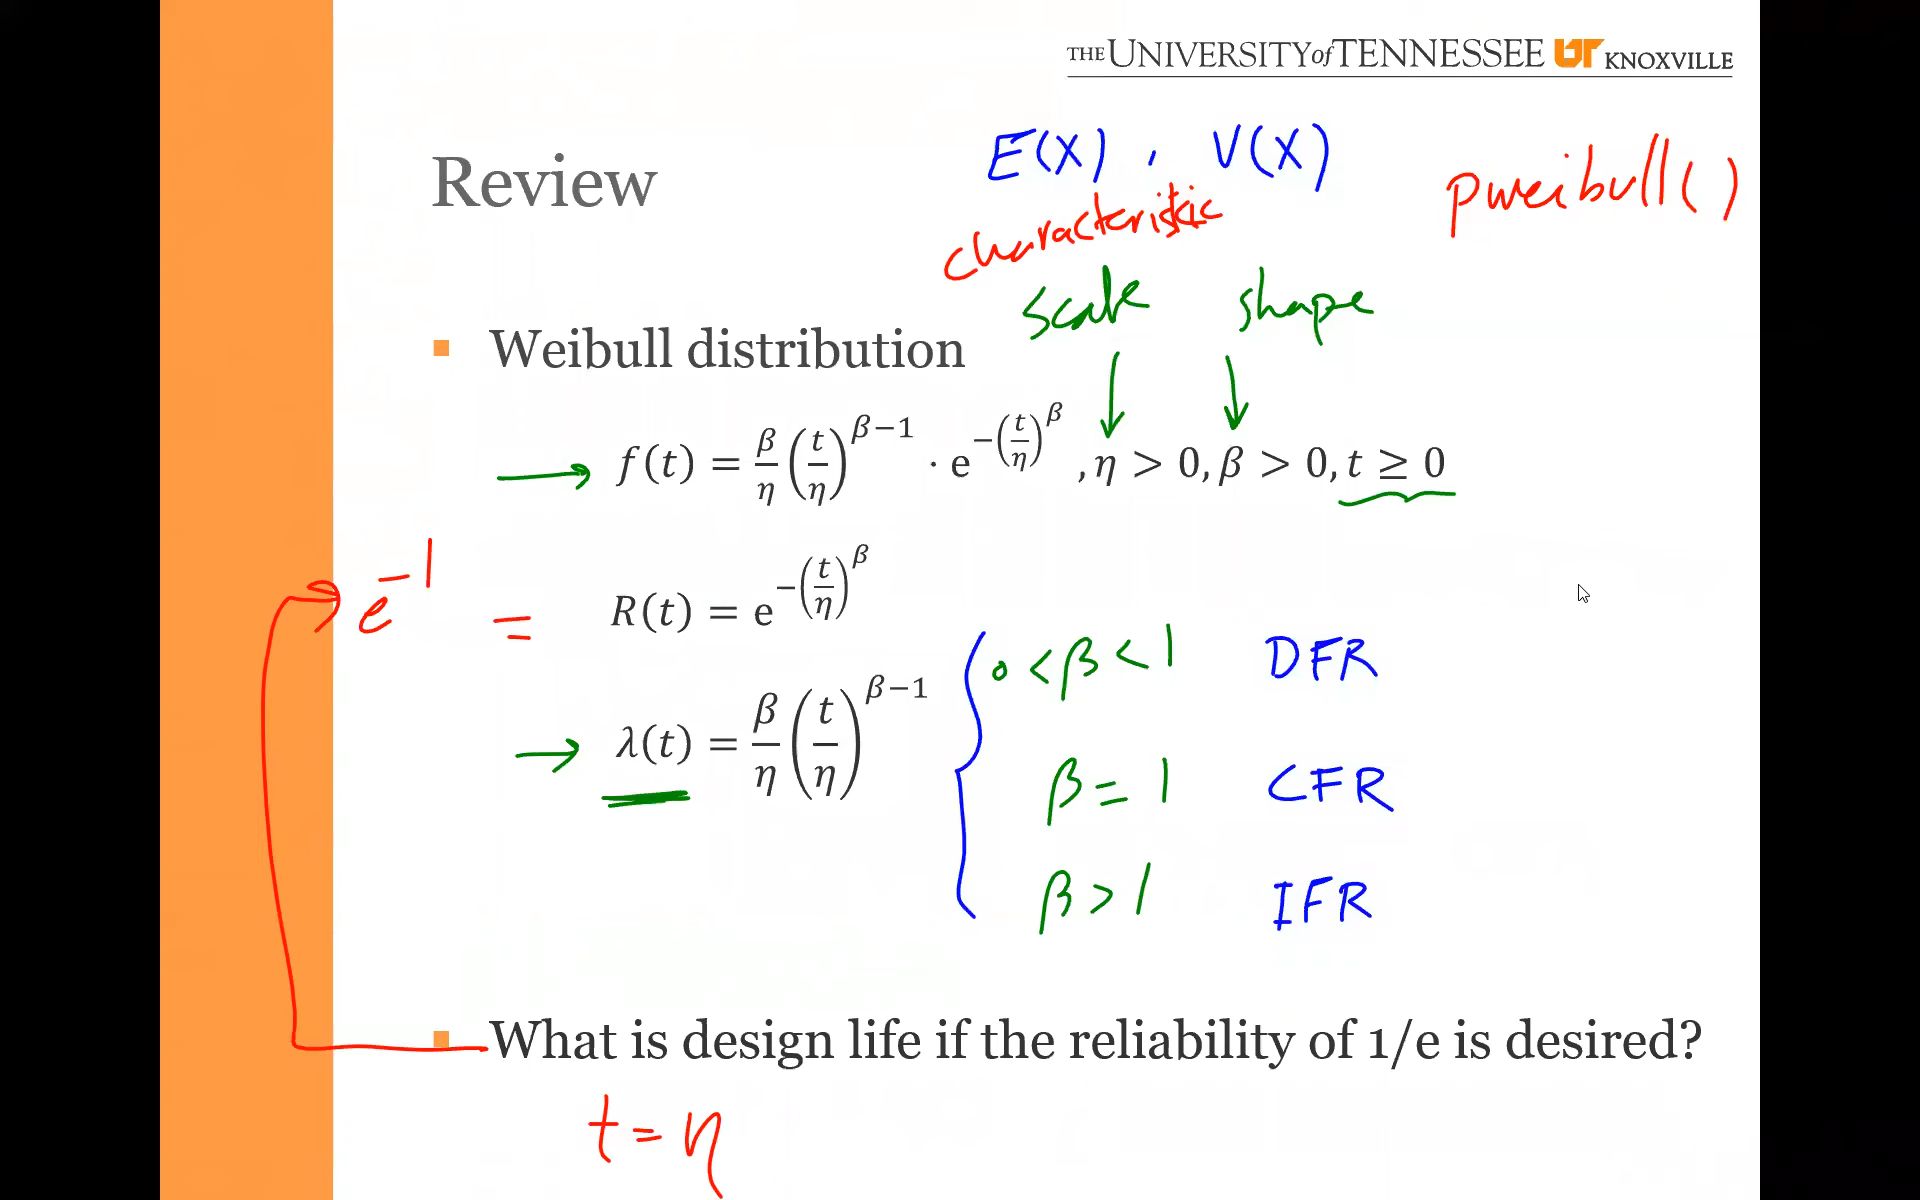 THE UNIVERSITY of TENNESSEE UT KNOXVILLE
E(X) , V(X)
pweibull()
Review
characteristic
scale shape
Weibull distribution
f(t) = β/η (t/η)^(β−1) · e^(−(t/η)^β) , η > 0, β > 0, t ≥ 0
e^-1 = R(t) = e^(−(t/η)^β)
0 < β < 1 DFR
λ(t) = β/η (t/η)^(β−1)
β = 1 CFR
β > 1 IFR
What is design life if the reliability of 1/e is desired?
t = η